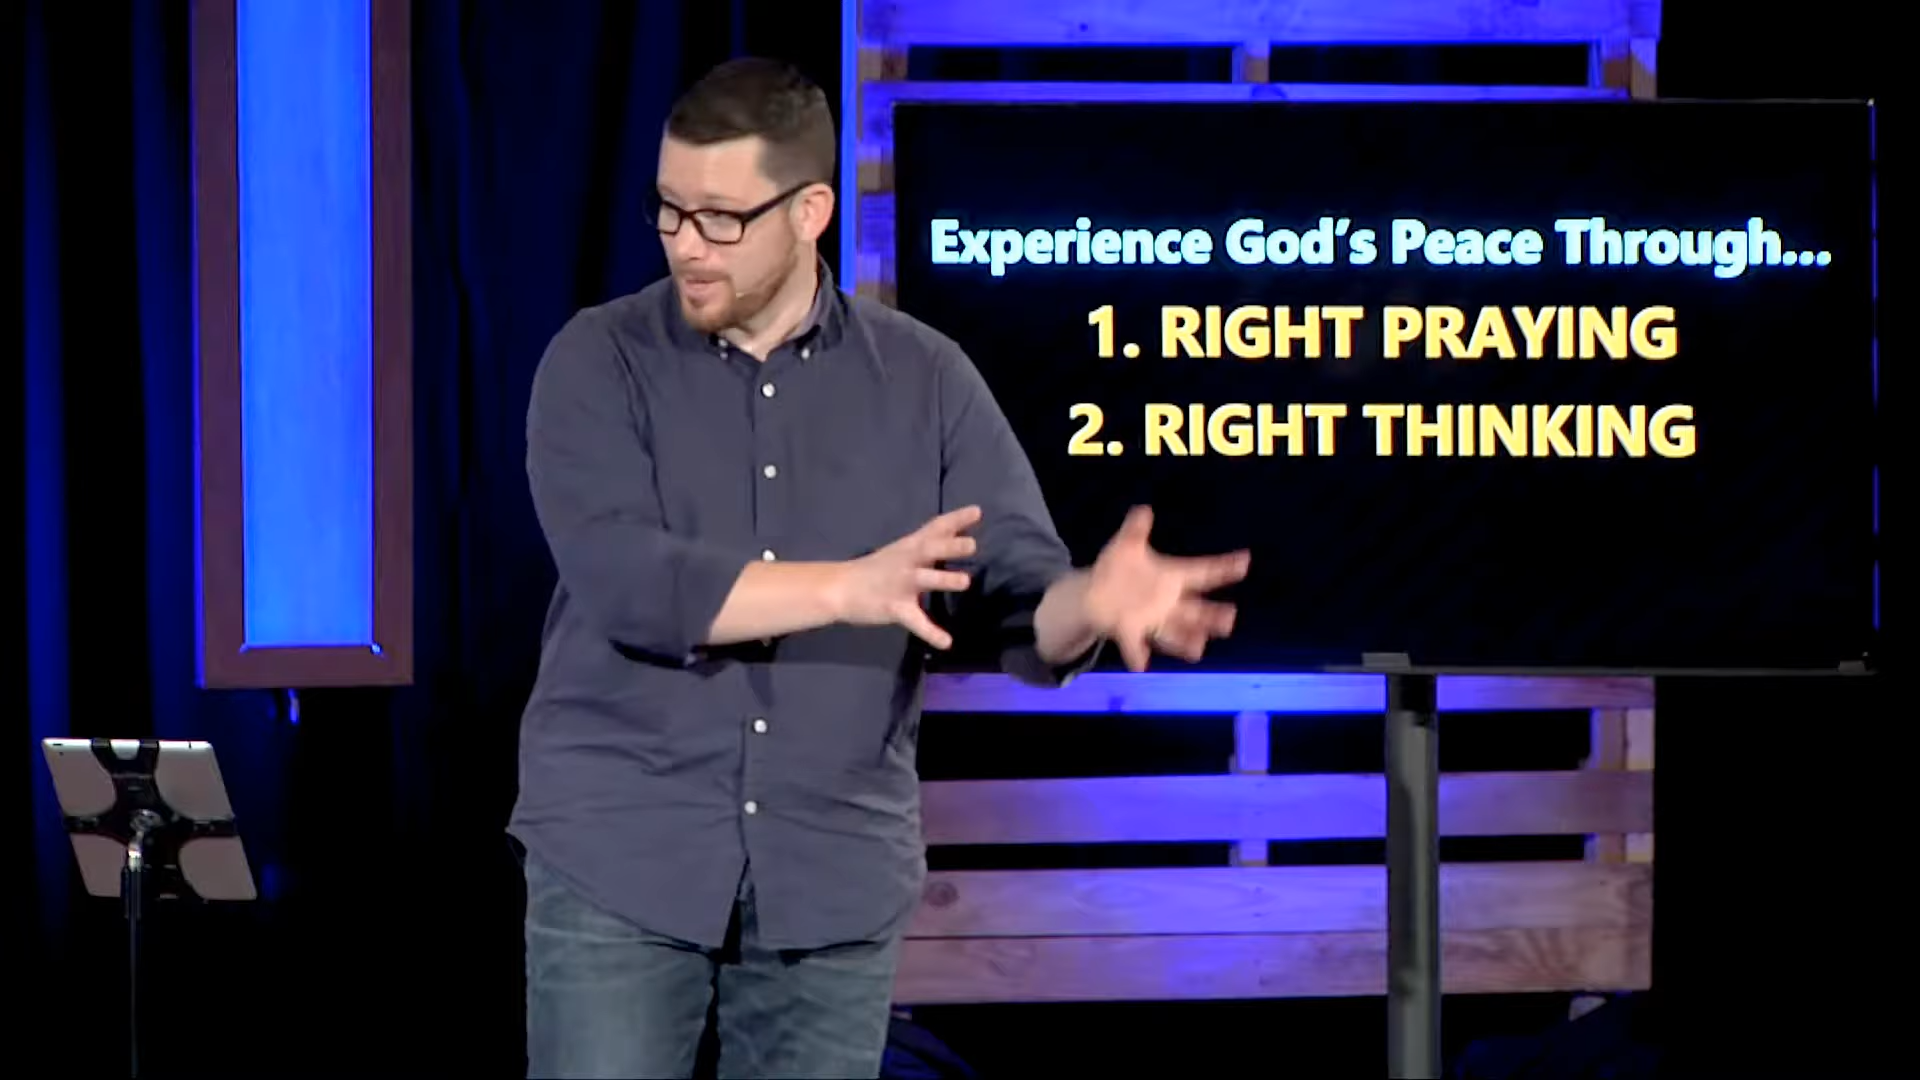 Experience God's Peace Through...
1. RIGHT PRAYING
2. RIGHT THINKING